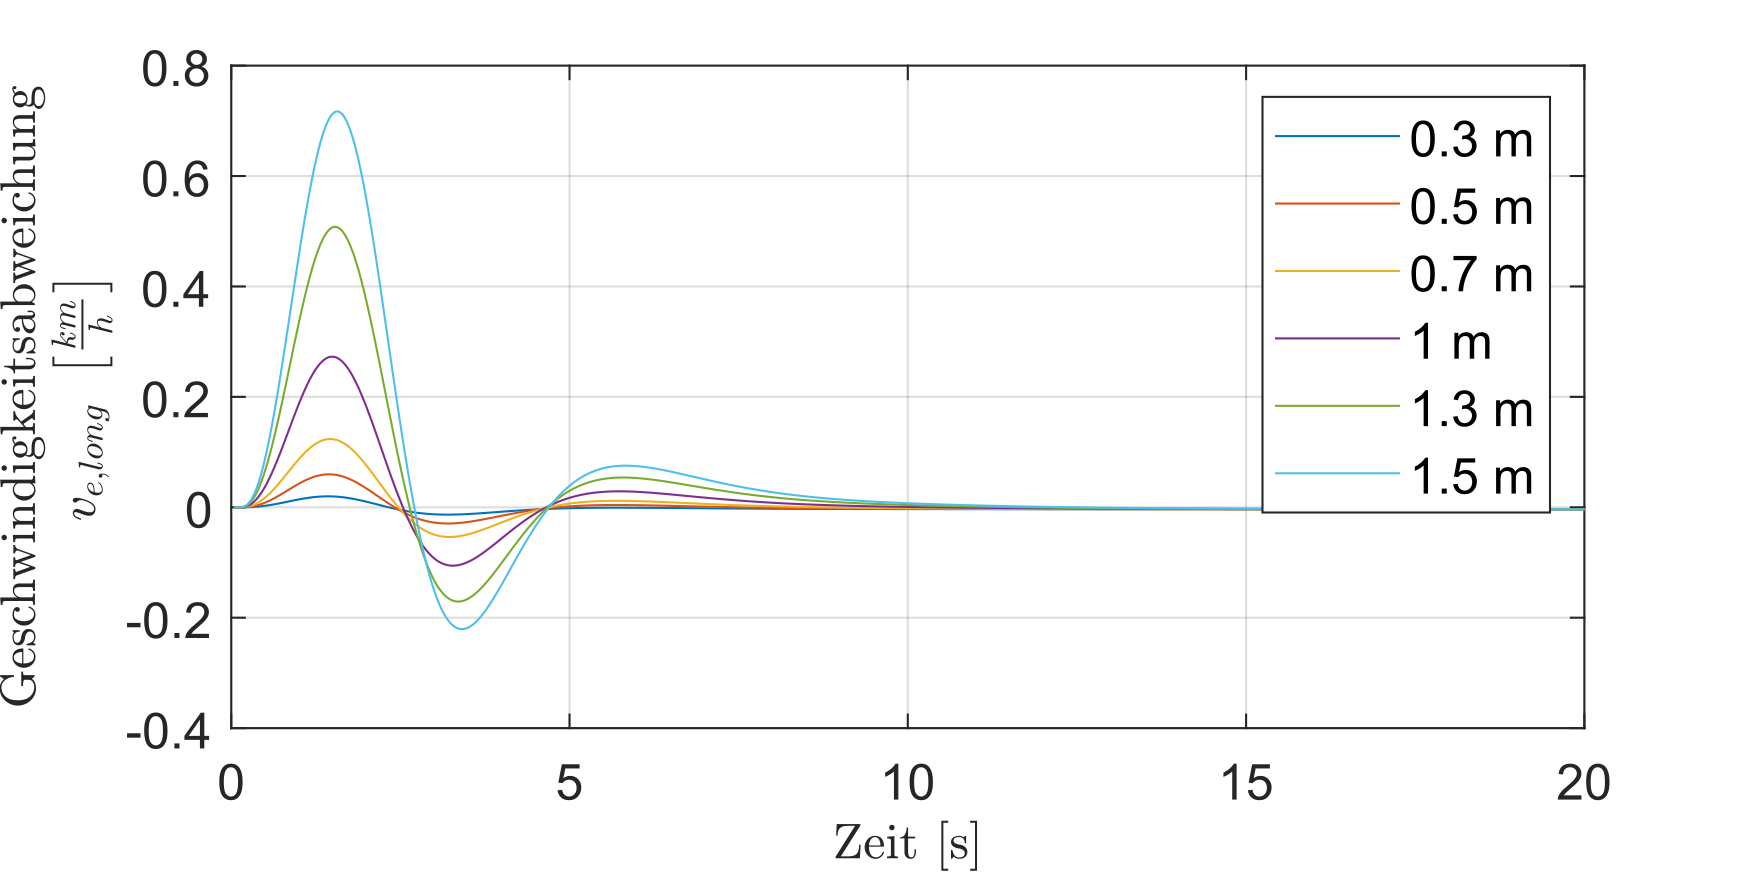 Geschwindigkeitsabweichung
v_{e,long} [\frac{km}{h}]
0.8
0.6
0.4
0.2
0
-0.2
-0.4
0 5 10 15 20
Zeit [s]
0.3 m
0.5 m
0.7 m
1 m
1.3 m
1.5 m